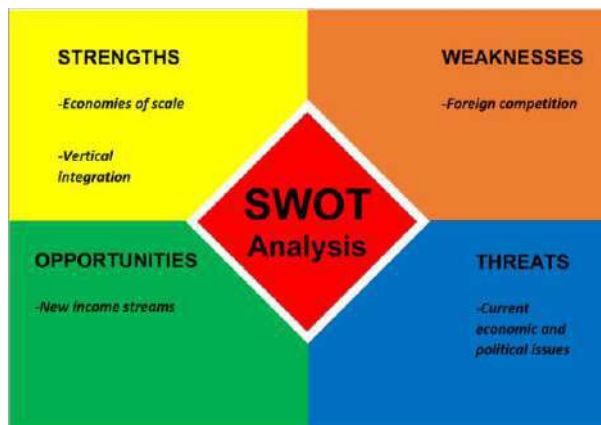 STRENGTHS
-Economies of scale
-Vertical
integration
WEAKNESSES
-Foreign competition
SWOT
Analysis
OPPORTUNITIES
-New income streams
THREATS
-Current
economic and
political issues